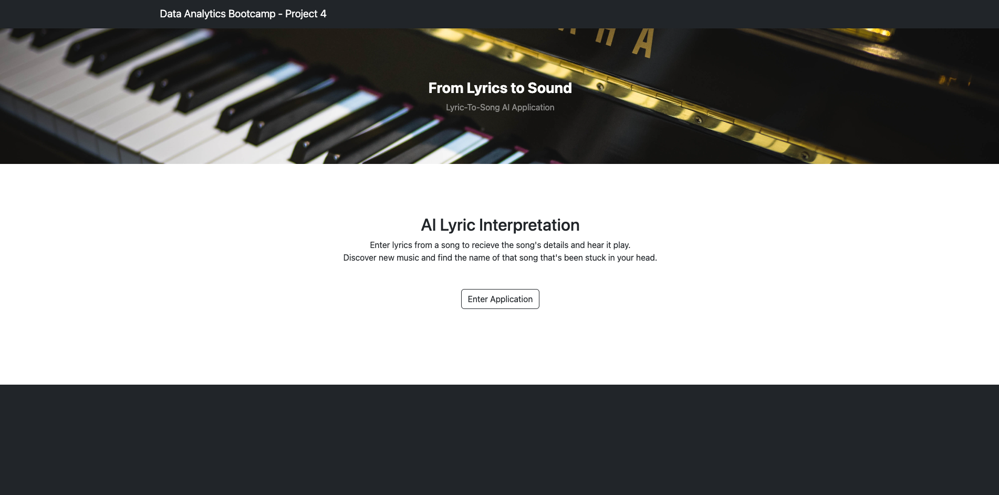 Data Analytics Bootcamp - Project 4
H A
From Lyrics to Sound
Lyric-To-Song AI Application
AI Lyric Interpretation
Enter lyrics from a song to recieve the song's details and hear it play.
Discover new music and find the name of that song that's been stuck in your head.
Enter Application